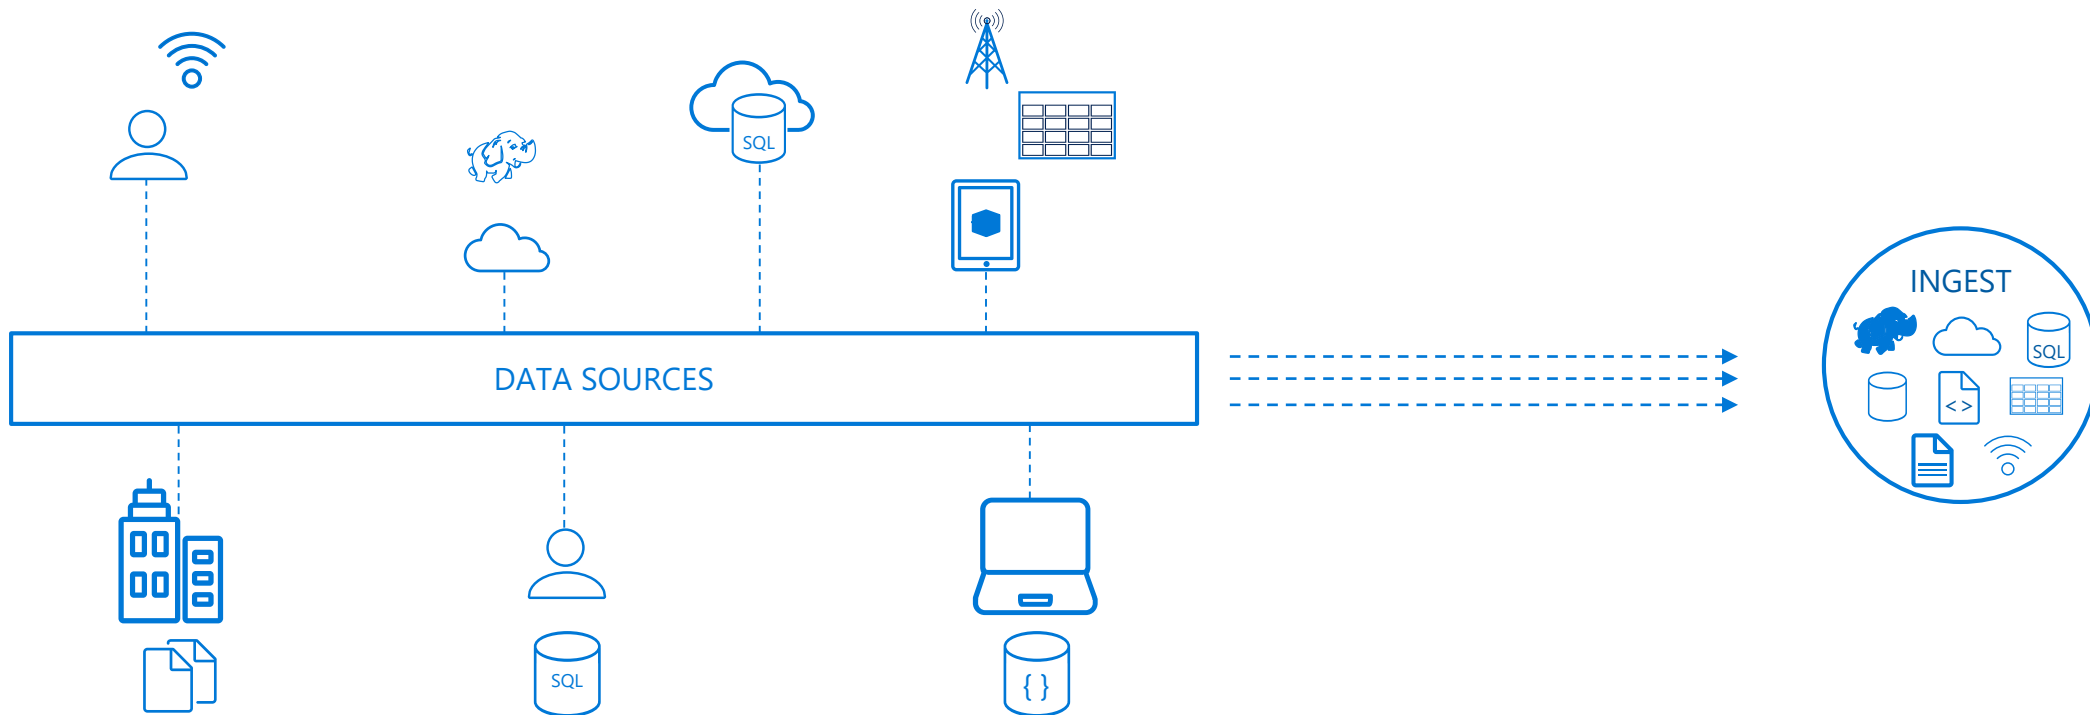 SQL
DATA SOURCES
INGEST
SQL
< >
SQL
{ }